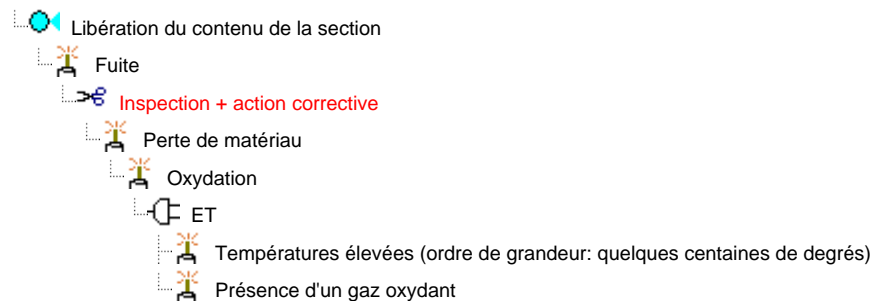 Libération du contenu de la section
Fuite
Inspection + action corrective
Perte de matériau
Oxydation
ET
Températures élevées (ordre de grandeur: quelques centaines de degrés)
Présence d'un gaz oxydant